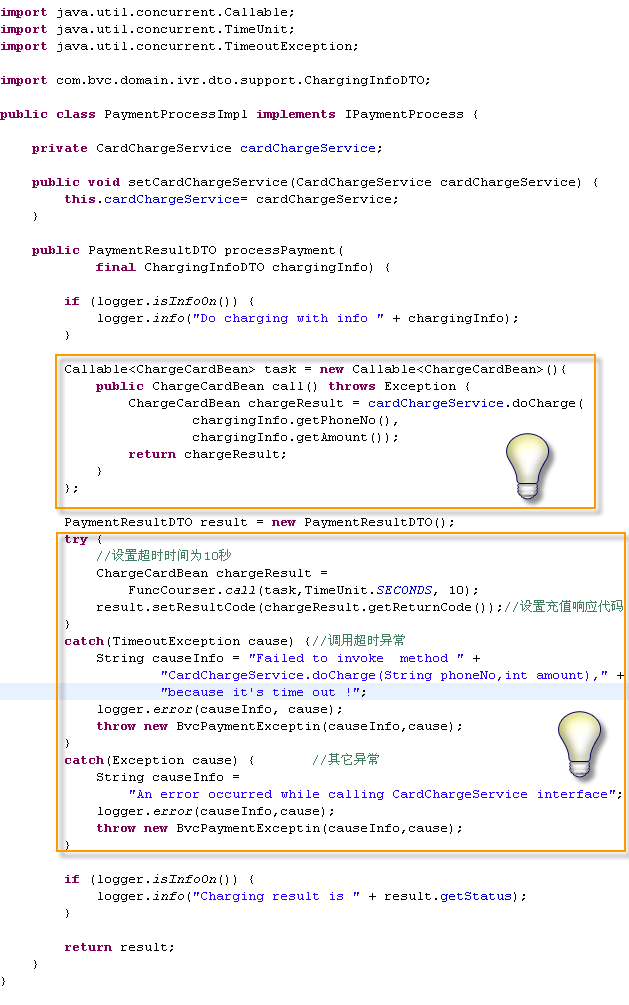 import java.util.concurrent.Callable;
import java.util.concurrent.TimeUnit;
import java.util.concurrent.TimeoutException;
import com.bvc.domain.ivr.dto.support.ChargingInfoDTO;
public class PaymentProcessImpl implements IPaymentProcess {
private CardChargeService cardChargeService;
public void setCardChargeService(CardChargeService cardChargeService) {
this.cardChargeService= cardChargeService;
}
public PaymentResultDTO processPayment(
final ChargingInfoDTO chargingInfo) {
if (logger.isInfoOn()) {
logger.info("Do charging with info " + chargingInfo);
}
Callable<ChargeCardBean> task = new Callable<ChargeCardBean>(){
public ChargeCardBean call() throws Exception {
ChargeCardBean chargeResult = cardChargeService.doCharge(
chargingInfo.getPhoneNo(),
chargingInfo.getAmount());
return chargeResult;
}
};
PaymentResultDTO result = new PaymentResultDTO();
try {
//设置超时时间为10秒
ChargeCardBean chargeResult =
FuncCourser.call(task,TimeUnit.SECONDS, 10);
result.setResultCode(chargeResult.getReturnCode());//设置充值响应代码
}
catch(TimeoutException cause) {//调用超时异常
String causeInfo = "Failed to invoke  method " +
"CardChargeService.doCharge(String phoneNo,int amount)," +
"because it's time out !";
logger.error(causeInfo, cause);
throw new BvcPaymentExceptin(causeInfo,cause);
}
catch(Exception cause) {       //其它异常
String causeInfo =
"An error occurred while calling CardChargeService interface";
logger.error(causeInfo,cause);
throw new BvcPaymentExceptin(causeInfo,cause);
}
if (logger.isInfoOn()) {
logger.info("Charging result is " + result.getStatus);
}
return result;
}
}